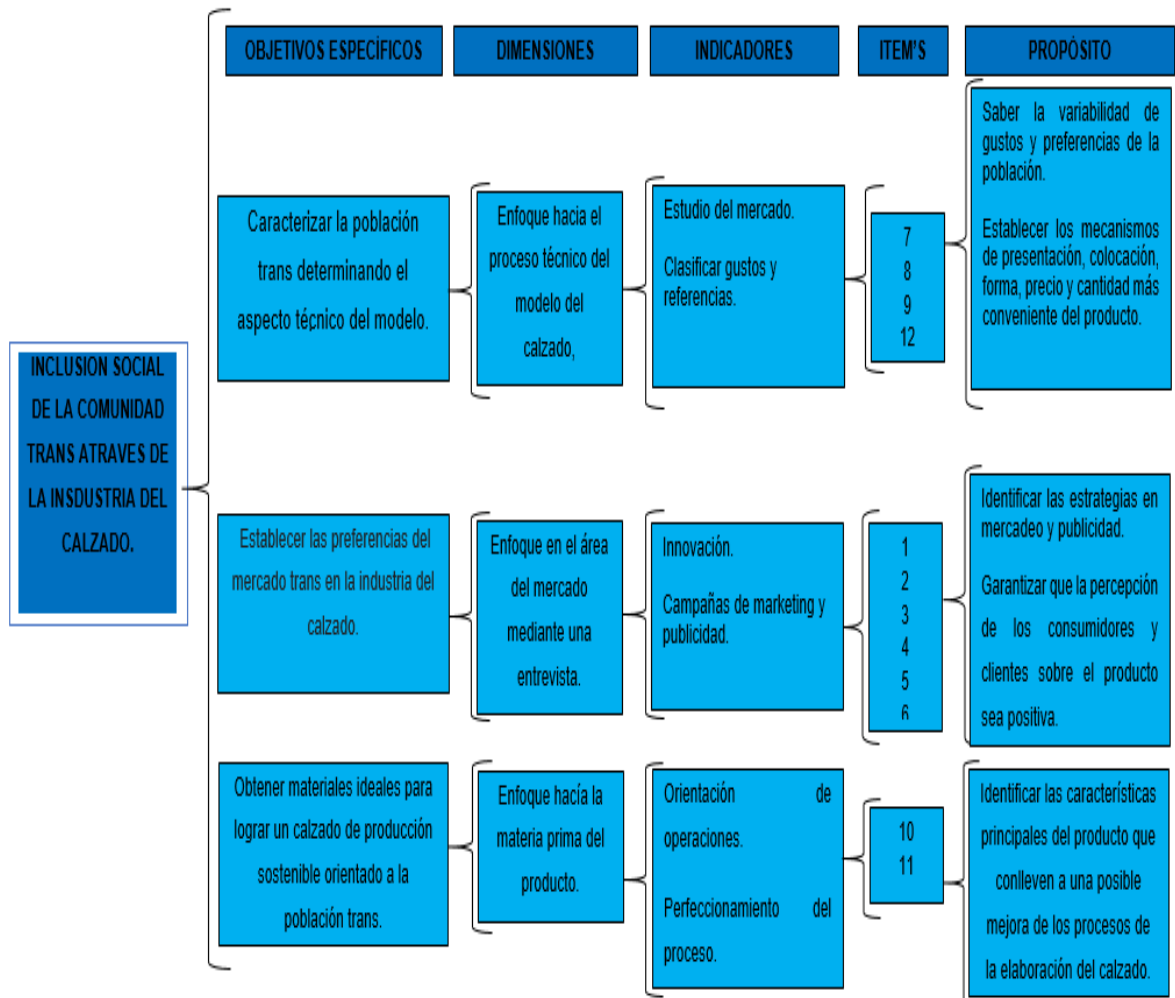 OBJETIVOS ESPECÍFICOS
DIMENSIONES
INDICADORES
ITEM'S
PROPÓSITO
INCLUSION SOCIAL
DE LA COMUNIDAD
TRANS ATRAVES DE
LA INSDUSTRIA DEL
CALZADO.
Caracterizar la población
trans determinando el
aspecto técnico del modelo.
Enfoque hacia el
proceso técnico del
modelo del
calzado,
Estudio del mercado.
Clasificar gustos y
referencias.
7
8
9
12
Saber la variabilidad de
gustos y preferencias de la
población.
Establecer los mecanismos
de presentación, colocación,
forma, precio y cantidad más
conveniente del producto.
Establecer las preferencias del
mercado trans en la industria del
calzado.
Enfoque en el área
del mercado
mediante una
entrevista.
Innovación.
Campañas de marketing y
publicidad.
1
2
3
4
5
6
Identificar las estrategias en
mercadeo y publicidad.
Garantizar que la percepción
de los consumidores y
clientes sobre el producto
sea positiva.
Obtener materiales ideales para
lograr un calzado de producción
sostenible orientado a la
población trans.
Enfoque hacía la
materia prima del
producto.
Orientación de
operaciones.
Perfeccionamiento del
proceso.
10
11
Identificar las características
principales del producto que
conlleven a una posible
mejora de los procesos de
la elaboración del calzado.